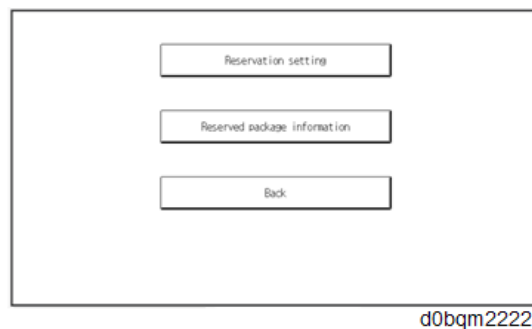 Reservation setting
Reserved package information
Back
d0bqm2222